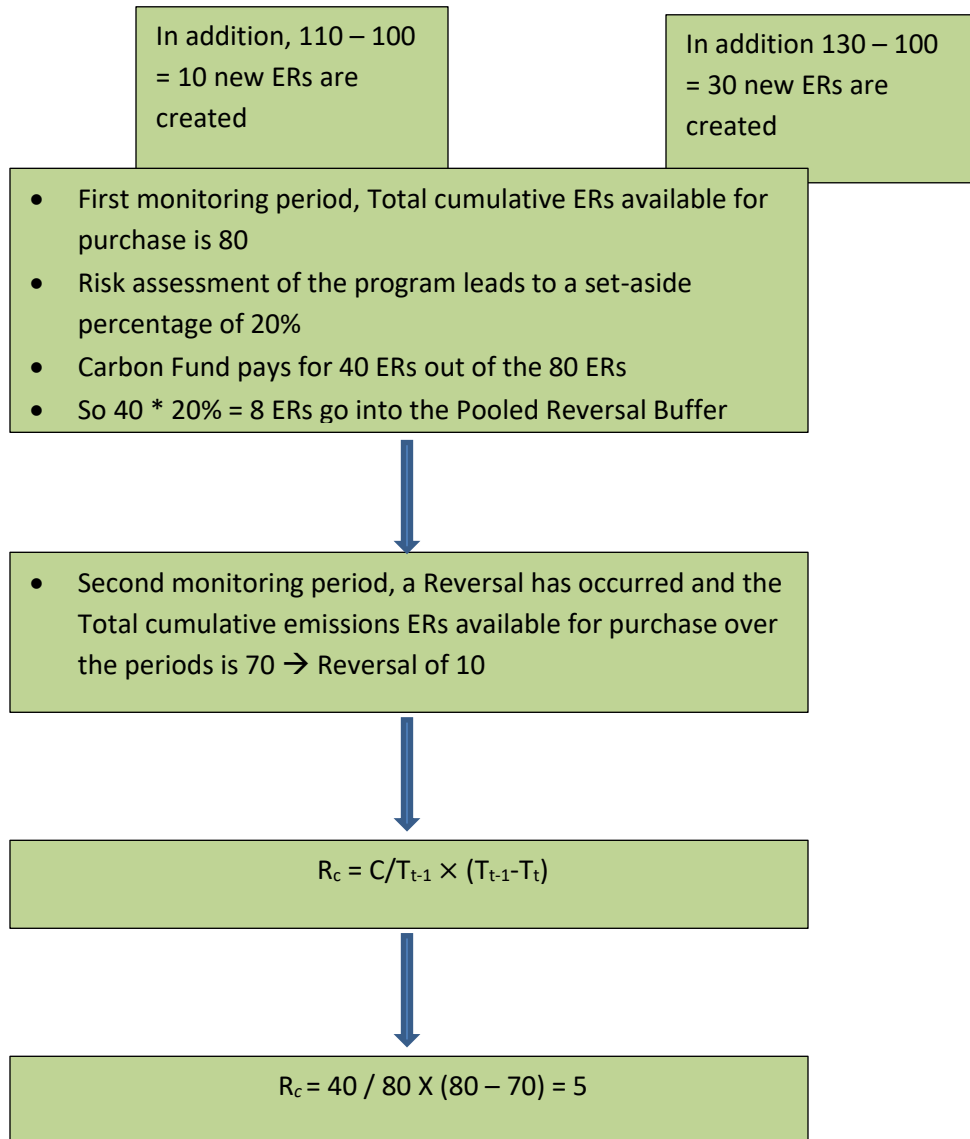 In addition, 110 – 100
= 10 new ERs are
created
In addition 130 – 100
= 30 new ERs are
created
• First monitoring period, Total cumulative ERs available for
purchase is 80
• Risk assessment of the program leads to a set-aside
percentage of 20%
• Carbon Fund pays for 40 ERs out of the 80 ERs
• So 40 * 20% = 8 ERs go into the Pooled Reversal Buffer
• Second monitoring period, a Reversal has occurred and the
Total cumulative emissions ERs available for purchase over
the periods is 70 → Reversal of 10
Rc = C/Tt-1 × (Tt-1-Tt)
Rc = 40 / 80 X (80 – 70) = 5